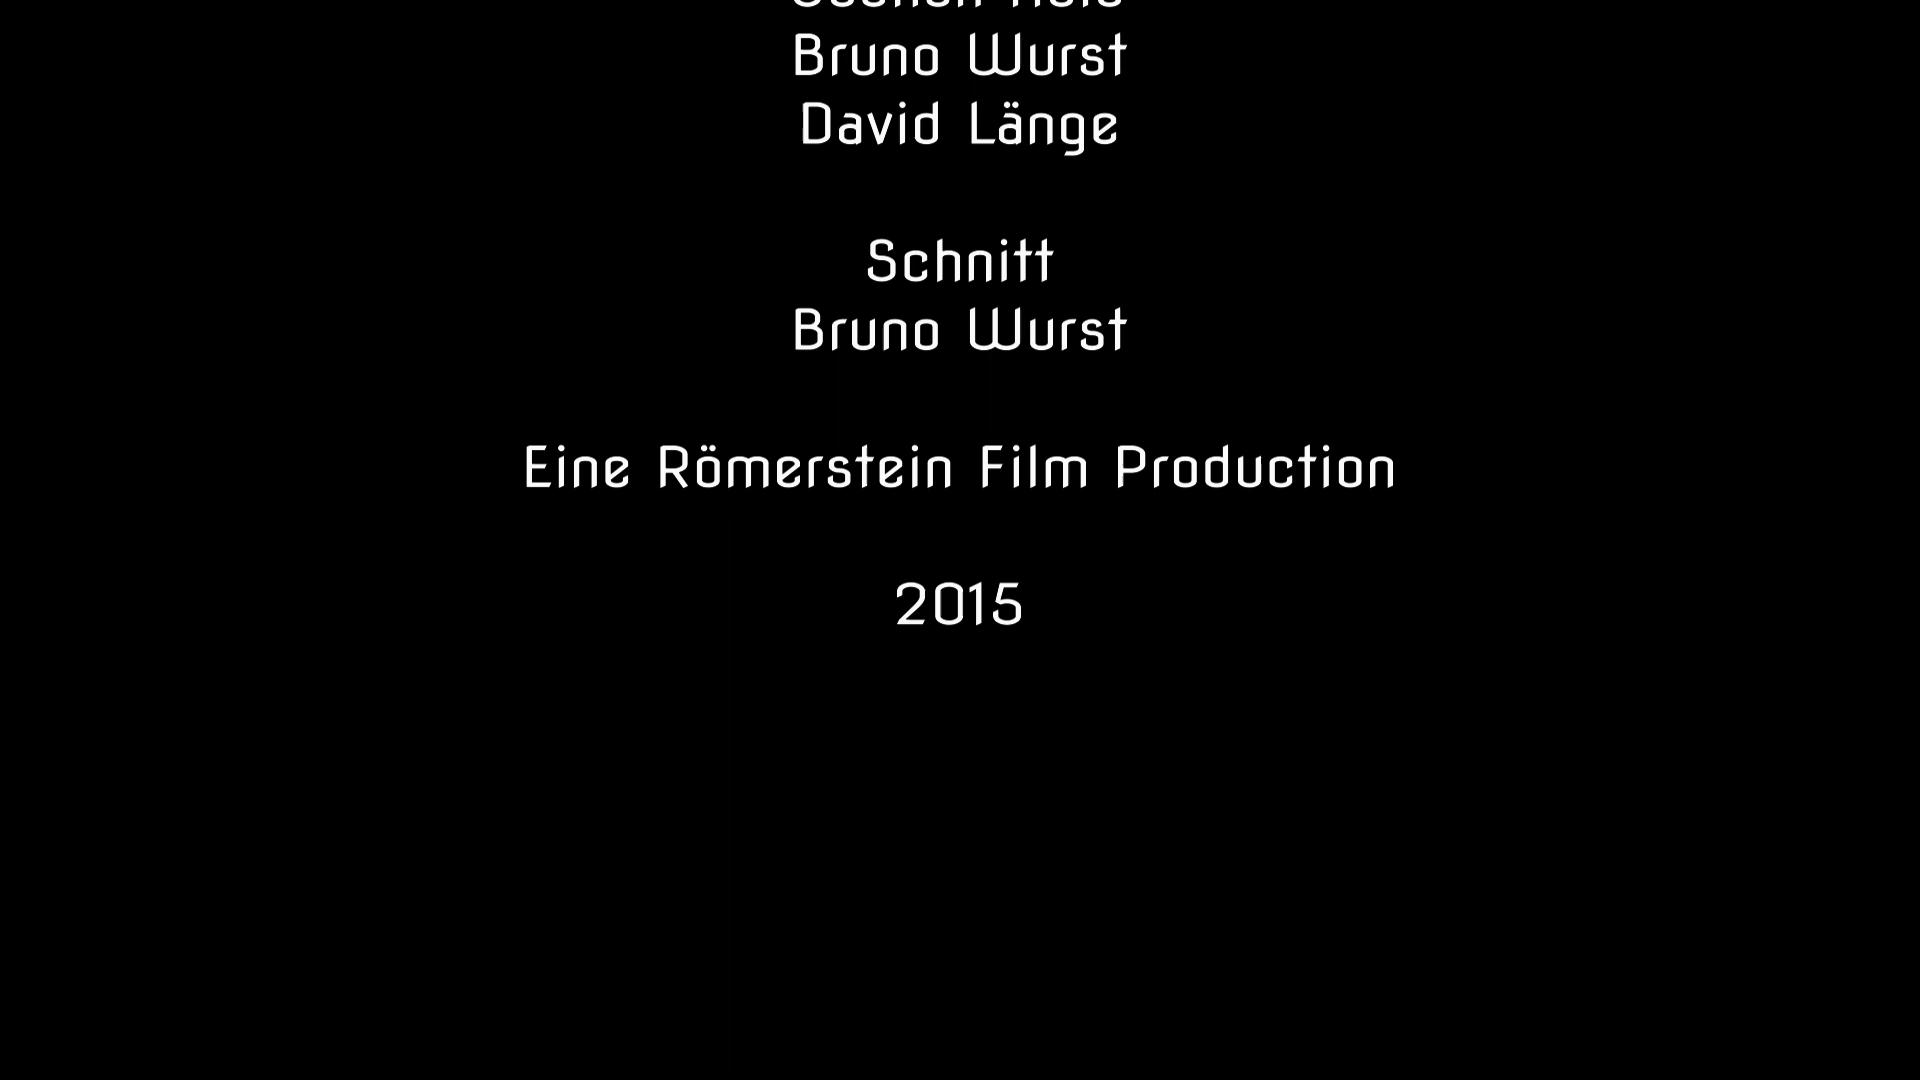 Bruno Wurst
David Länge
Schnitt
Bruno Wurst
Eine Römerstein Film Production
2015